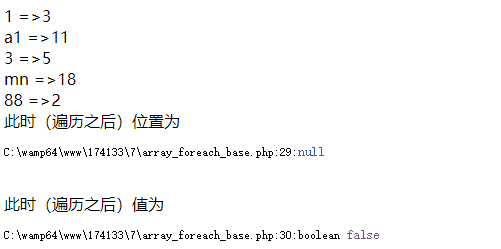 1 =>3
a1 =>11
3 =>5
mn =>18
88 =>2
此时（遍历之后）位置为
C:\wamp64\www\174133\7\array_foreach_base.php:29:null
此时（遍历之后）值为
C:\wamp64\www\174133\7\array_foreach_base.php:30:boolean false